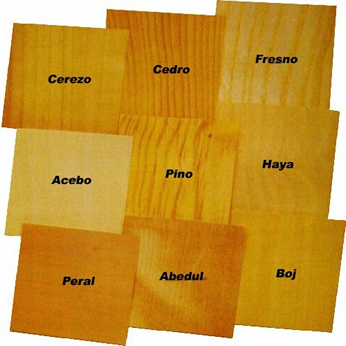 Cerezo
Cedro
Fresno
Acebo
Pino
Haya
Peral
Abedul
Boj